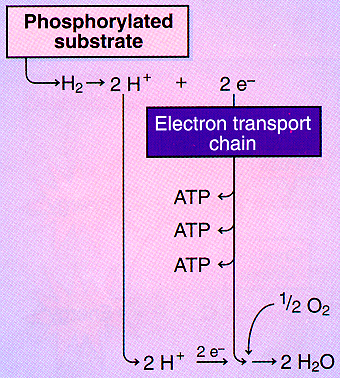 Phosphorylated
substrate
H₂ → 2 H⁺ + 2 e⁻
Electron transport
chain
ATP
ATP
ATP
1/2 O₂
2 H⁺ 2 e⁻ → → 2 H₂O